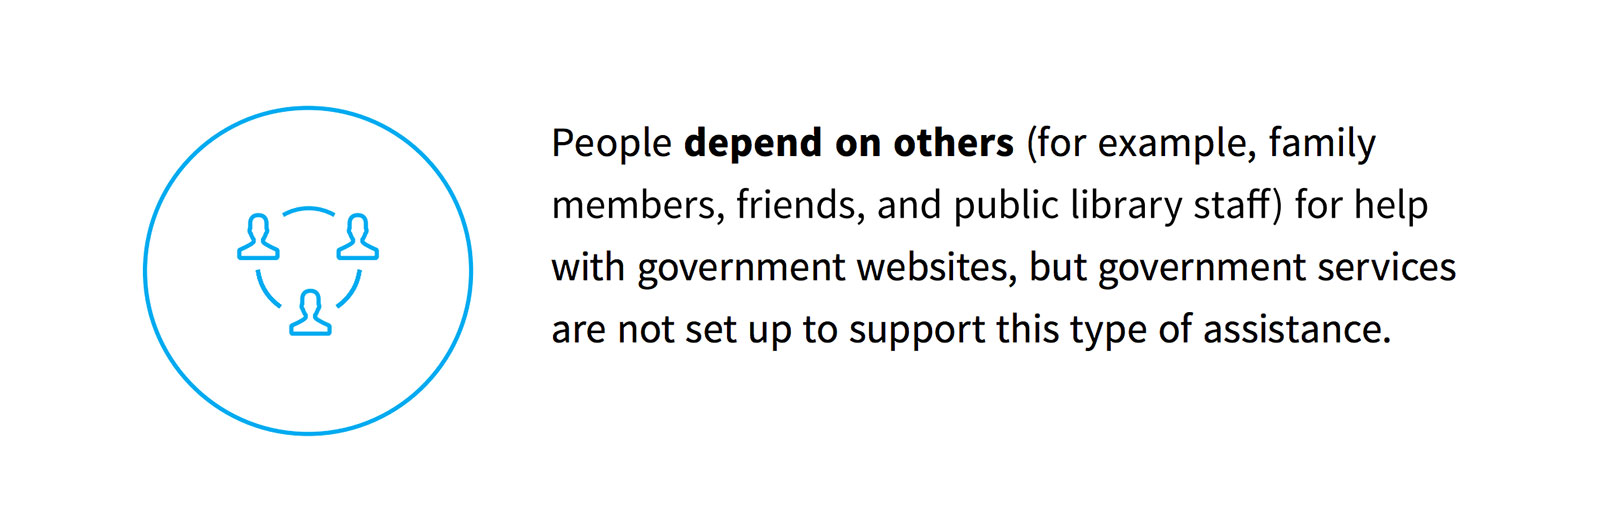 People depend on others (for example, family
members, friends, and public library staff) for help
with government websites, but government services
are not set up to support this type of assistance.